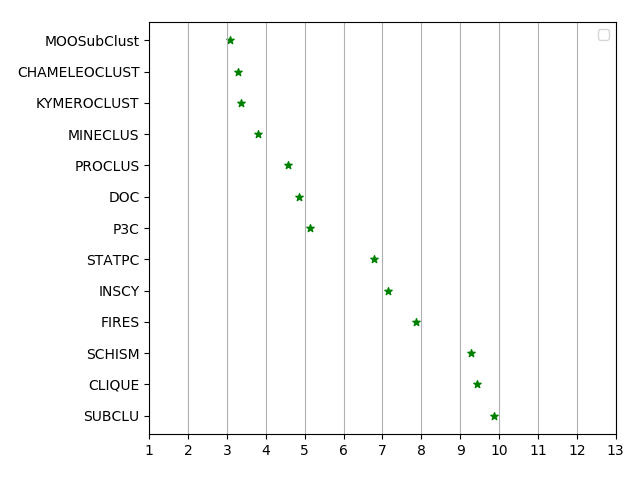 MOOSubClust
CHAMELEOCLUST
KYMEROCLUST
MINECLUS
PROCLUS
DOC
P3C
STATPC
INSCY
FIRES
SCHISM
CLIQUE
SUBCLU
1 2 3 4 5 6 7 8 9 10 11 12 13